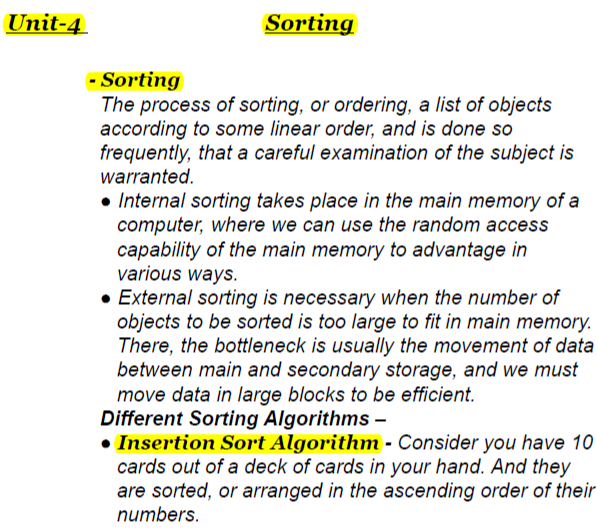 Unit-4 Sorting
- Sorting
The process of sorting, or ordering, a list of objects
according to some linear order, and is done so
frequently, that a careful examination of the subject is
warranted.
● Internal sorting takes place in the main memory of a
computer, where we can use the random access
capability of the main memory to advantage in
various ways.
● External sorting is necessary when the number of
objects to be sorted is too large to fit in main memory.
There, the bottleneck is usually the movement of data
between main and secondary storage, and we must
move data in large blocks to be efficient.
Different Sorting Algorithms –
● Insertion Sort Algorithm - Consider you have 10
cards out of a deck of cards in your hand. And they
are sorted, or arranged in the ascending order of their
numbers.